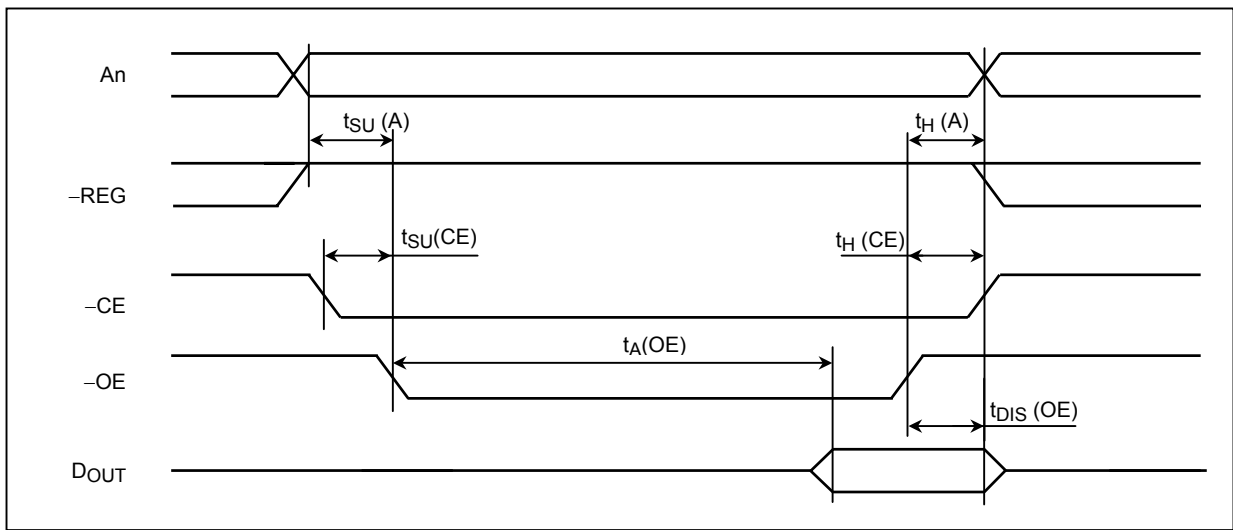 An
tSU (A)
tH (A)
–REG
tSU(CE)
tH (CE)
–CE
tA(OE)
–OE
tDIS (OE)
DOUT